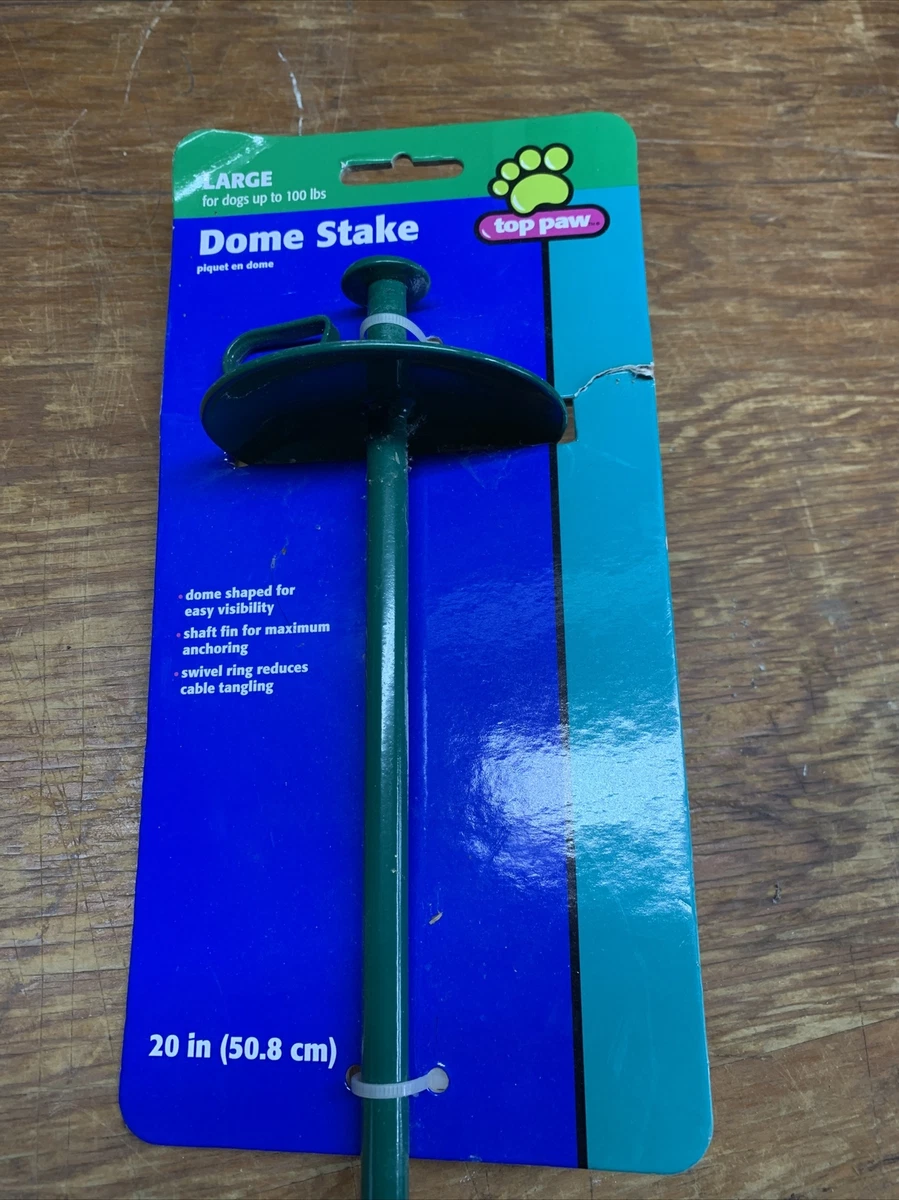 LARGE
for dogs up to 100 lbs
top paw
Dome Stake
piquet en dome
• dome shaped for
easy visibility
• shaft fin for maximum
anchoring
• swivel ring reduces
cable tangling
20 in (50.8 cm)